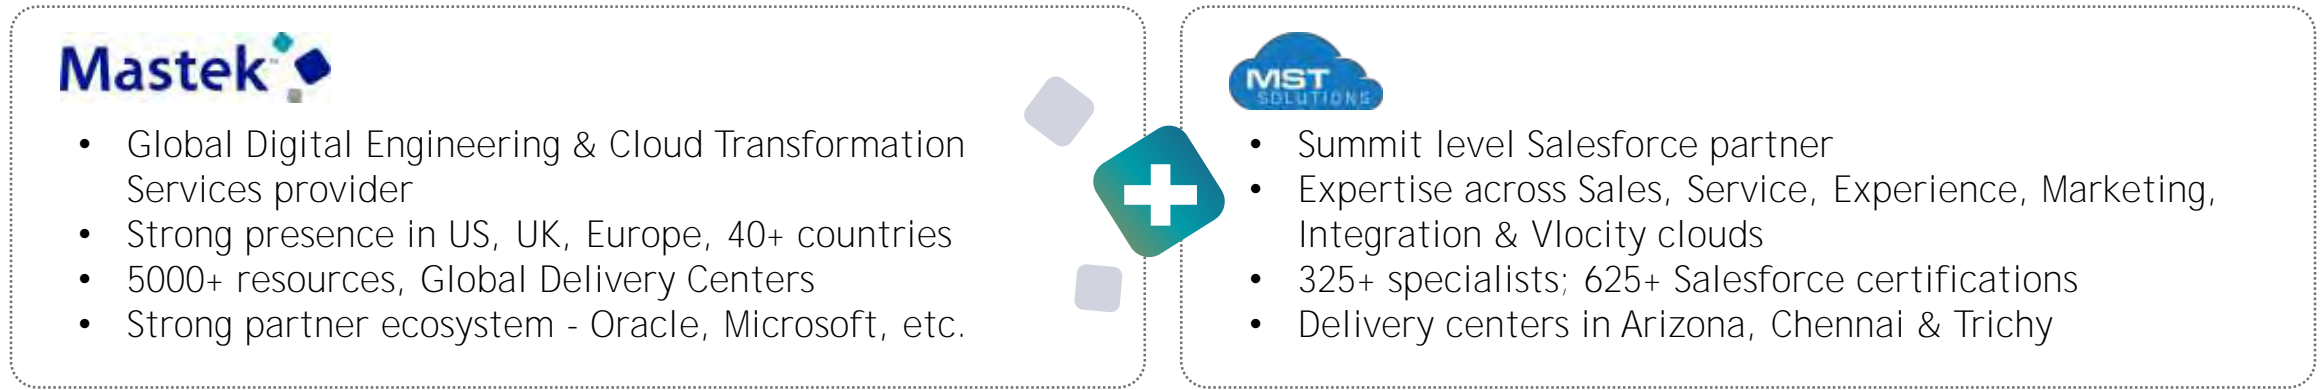 Mastek
• Global Digital Engineering & Cloud Transformation
Services provider
• Strong presence in US, UK, Europe, 40+ countries
• 5000+ resources, Global Delivery Centers
• Strong partner ecosystem - Oracle, Microsoft, etc.
MST
SOLUTIONS
• Summit level Salesforce partner
• Expertise across Sales, Service, Experience, Marketing,
Integration & Vlocity clouds
• 325+ specialists; 625+ Salesforce certifications
• Delivery centers in Arizona, Chennai & Trichy